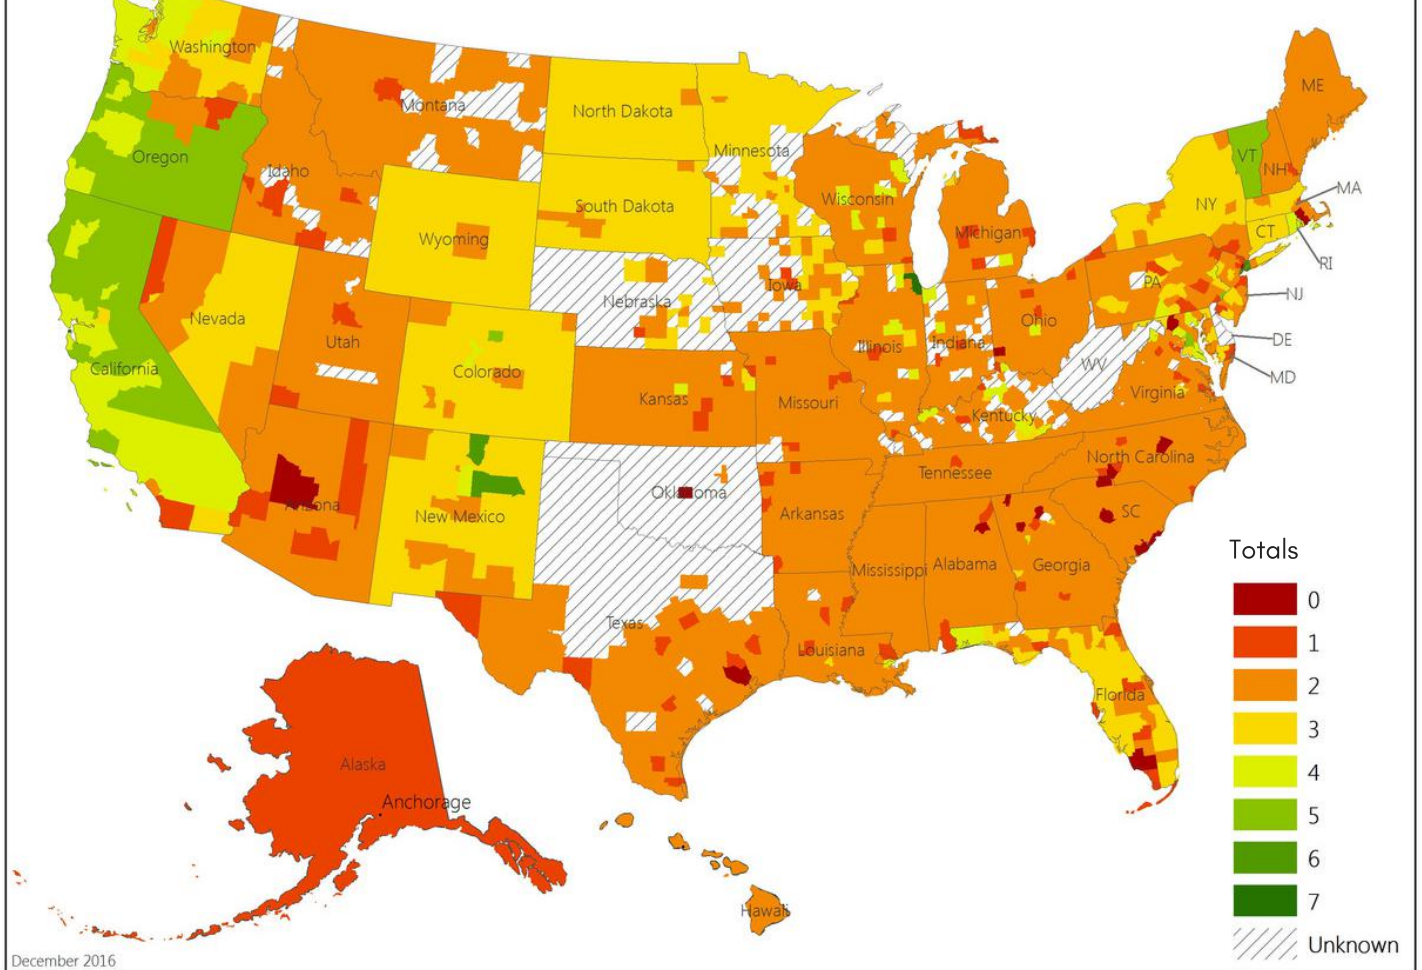 Washington
Montana
North Dakota
ME
Minnesota
Oregon
VT
Idaho
NH
MA
Wisconsin
South Dakota
NY
Michigan
CT
Wyoming
RI
Iowa
PA
Nebraska
NJ
Nevada
Ohio
Utah
DE
Illinois
Indiana
WV
California
Colorado
MD
Virginia
Kansas
Missouri
Kentucky
North Carolina
Tennessee
Oklahoma
Arizona
SC
Arkansas
New Mexico
Totals
Mississippi
Alabama
Georgia
0
Texas
1
Louisiana
2
Florida
3
Alaska
4
Anchorage
5
6
7
Hawaii
Unknown
December 2016